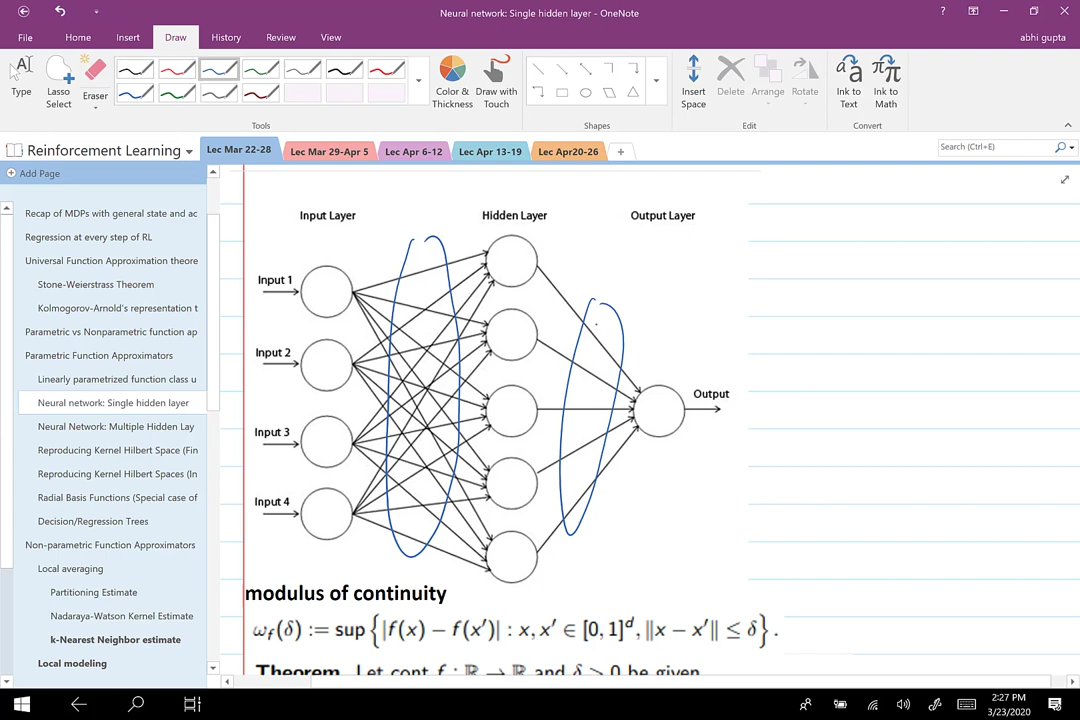 Neural network: Single hidden layer - OneNote
?
File Home Insert Draw History Review View
abhi gupta
Type
Lasso Select
Eraser
Color & Thickness
Draw with Touch
Insert Space
Delete
Arrange
Rotate
Ink to Text
Ink to Math
Tools
Shapes
Edit
Convert
Reinforcement Learning
Lec Mar 22-28
Lec Mar 29-Apr 5
Lec Apr 6-12
Lec Apr 13-19
Lec Apr20-26
+
Search (Ctrl+E)
Add Page
Recap of MDPs with general state and ac
Regression at every step of RL
Universal Function Approximation theore
Stone-Weierstrass Theorem
Kolmogorov-Arnold's representation t
Parametric vs Nonparametric function ap
Parametric Function Approximators
Linearly parametrized function class u
Neural network: Single hidden layer
Neural Network: Multiple Hidden Lay
Reproducing Kernel Hilbert Space (Fin
Reproducing Kernel Hilbert Spaces (In
Radial Basis Functions (Special case of
Decision/Regression Trees
Non-parametric Function Approximators
Local averaging
Partitioning Estimate
Nadaraya-Watson Kernel Estimate
k-Nearest Neighbor estimate
Local modeling
Input Layer
Hidden Layer
Output Layer
Input 1
Input 2
Input 3
Input 4
Output
modulus of continuity
ω_f(δ) := sup {|f(x) − f(x′)| : x, x′ ∈ [0, 1]^d, ‖x − x′‖ ≤ δ}.
Theorem Let cont f : ℝ → ℝ and δ > 0 be given
2:27 PM
3/23/2020